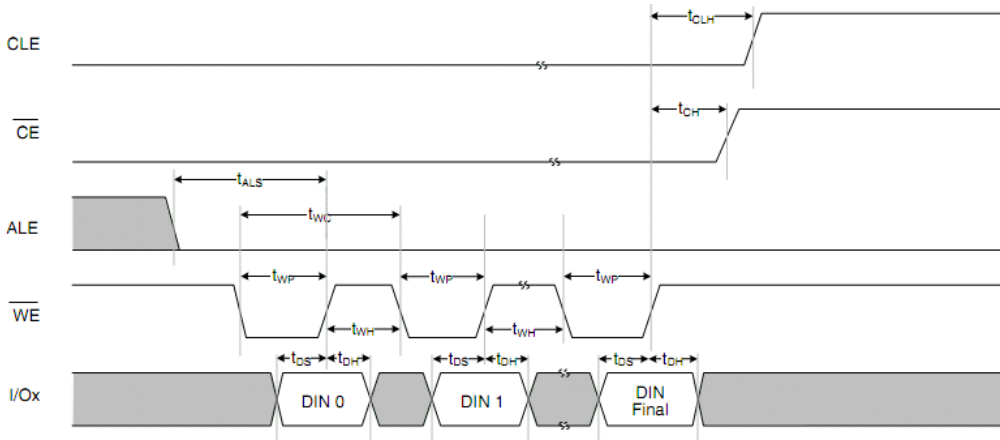 CLE
tCLH
CE
tCH
ALE
tALS
tWC
WE
tWP
tWP
tWP
tWH
tWH
I/Ox
tDS
tDH
tDS
tDH
tDS
tDH
DIN 0
DIN 1
DIN
Final